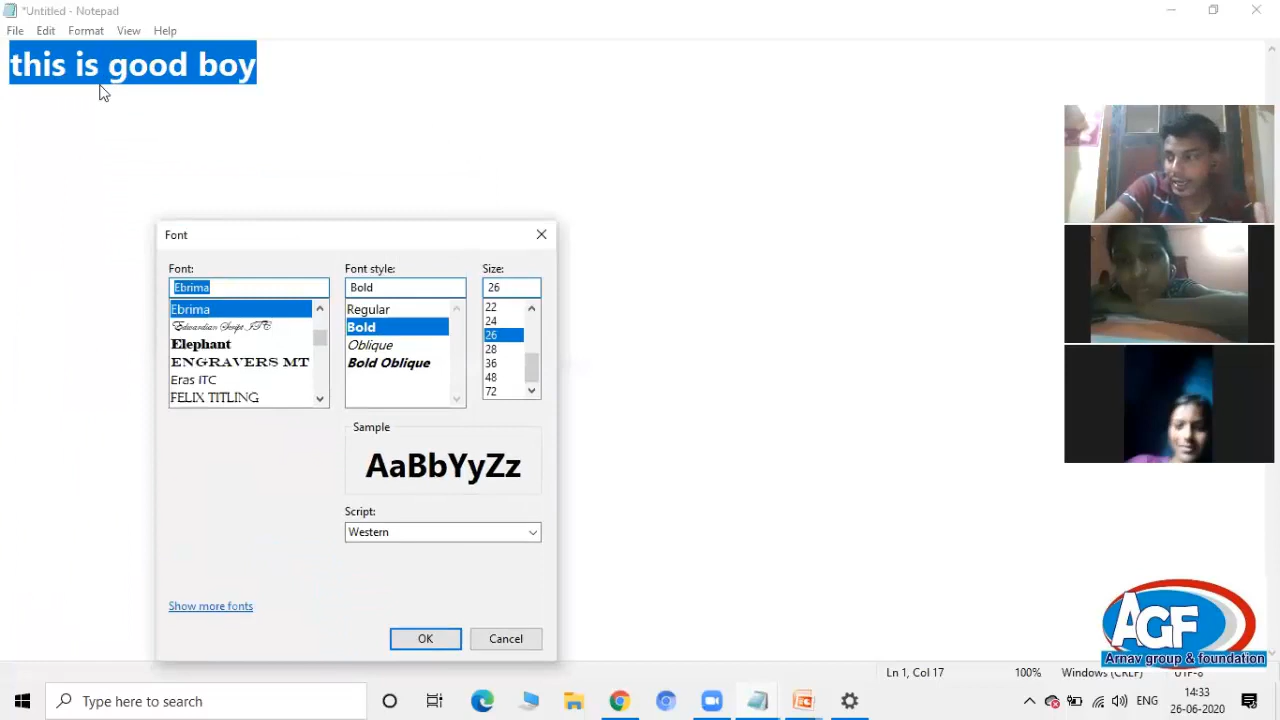 *Untitled - Notepad
File Edit Format View Help
this is good boy
Font
Font: Font style: Size:
Ebrima Bold 26
Ebrima
Edwardian Script ITC
Elephant
ENGRAVERS MT
Eras ITC
FELIX TITLING
Regular
Bold
Oblique
Bold Oblique
22
24
26
28
36
48
72
Sample
AaBbYyZz
Script:
Western
Show more fonts
OK Cancel
AGF
Arnav group & foundation
Ln 1, Col 17 100% Windows (CRLF) UTF-8
Type here to search
ENG
14:33
26-06-2020